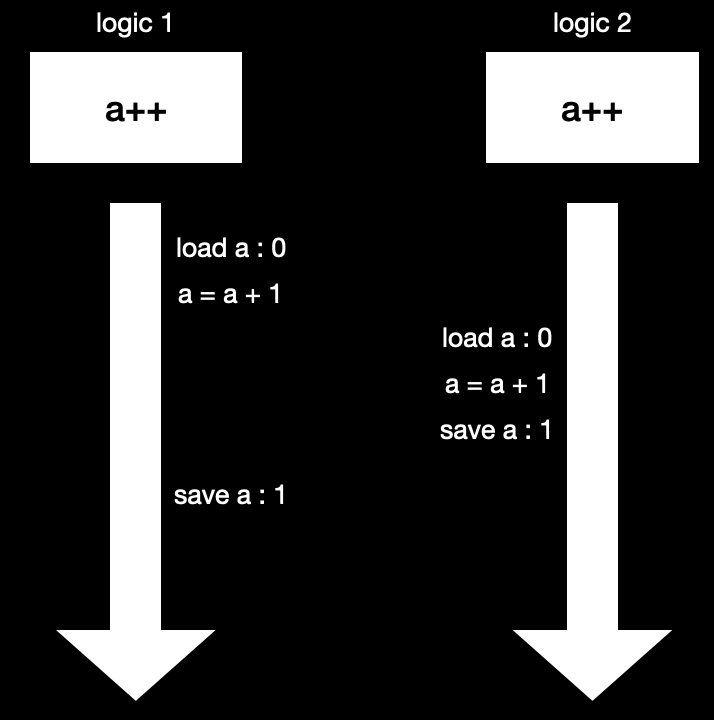 logic 1
a++
load a : 0
a = a + 1
save a : 1
logic 2
a++
load a : 0
a = a + 1
save a : 1